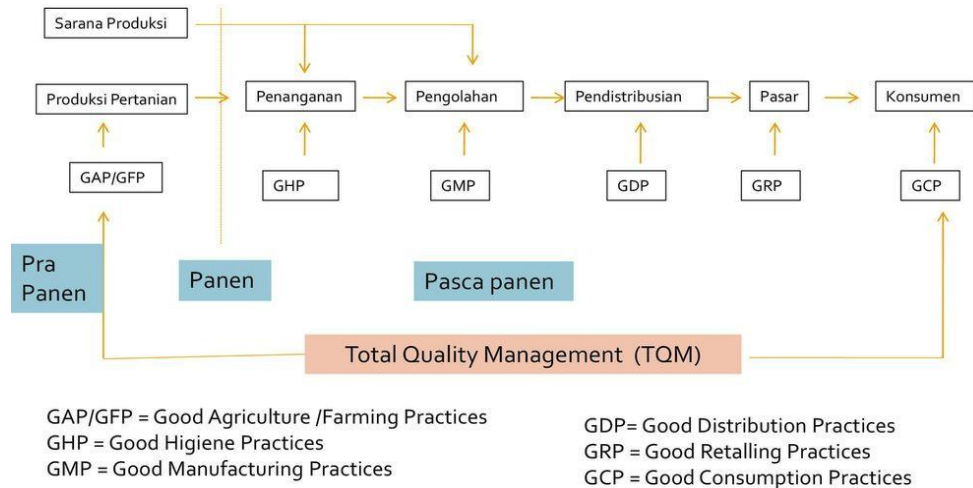 Sarana Produksi
Produksi Pertanian
Penanganan
Pengolahan
Pendistribusian
Pasar
Konsumen
GAP/GFP
GHP
GMP
GDP
GRP
GCP
Pra
Panen
Panen
Pasca panen
Total Quality Management (TQM)
GAP/GFP = Good Agriculture /Farming Practices
GHP = Good Higiene Practices
GMP = Good Manufacturing Practices
GDP= Good Distribution Practices
GRP = Good Retalling Practices
GCP = Good Consumption Practices